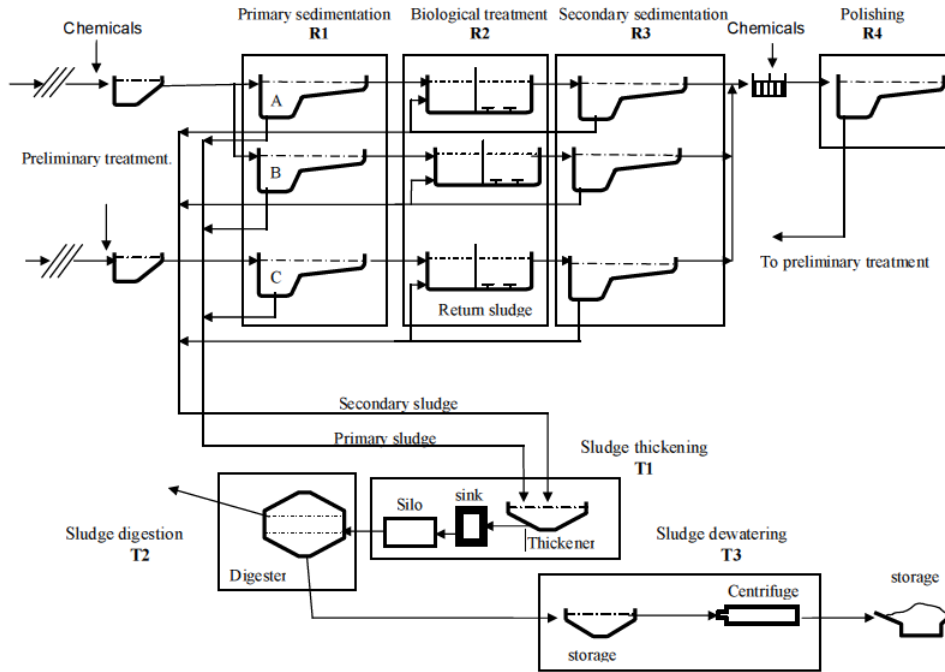 Primary sedimentation
R1
Biological treatment
R2
Secondary sedimentation
R3
Polishing
R4
Chemicals
Chemicals
A
Preliminary treatment.
B
C
Return sludge
To preliminary treatment
Secondary sludge
Primary sludge
Sludge thickening
T1
Silo
sink
Thickener
Sludge digestion
T2
Digester
Sludge dewatering
T3
Centrifuge
storage
storage